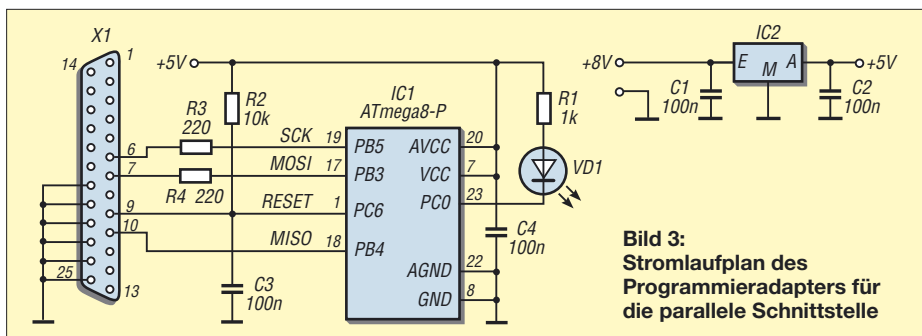 X1
14
1
6
7
9
10
25
13
+5V
R2
10k
R3
220
R4 220
SCK
MOSI
RESET
MISO
C3
100n
IC1
ATmega8-P
19 PB5
17 PB3
1 PC6
18 PB4
AVCC 20
VCC 7
PC0 23
AGND 22
GND 8
R1
1k
VD1
C4
100n
+8V
C1
100n
IC2
E M A
+5V
C2
100n
Bild 3:
Stromlaufplan des
Programmieradapters für
die parallele Schnittstelle